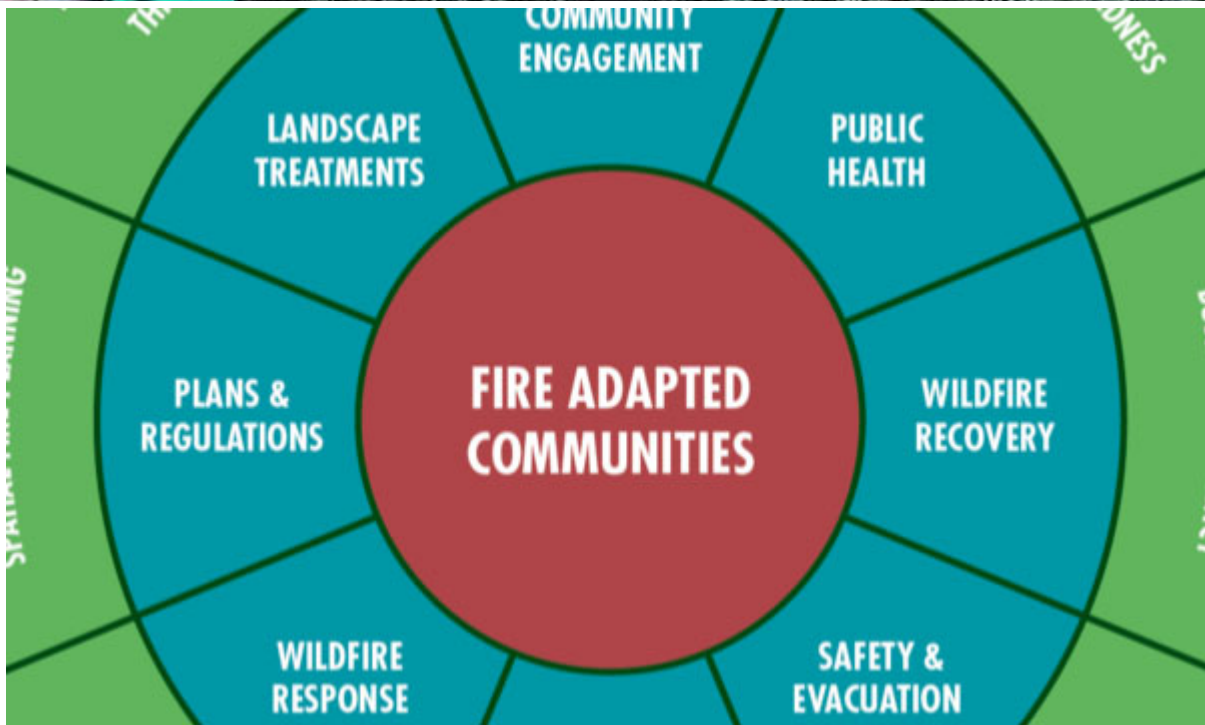 COMMUNITY
ENGAGEMENT
LANDSCAPE
TREATMENTS
PUBLIC
HEALTH
PLANS &
REGULATIONS
FIRE ADAPTED
COMMUNITIES
WILDFIRE
RECOVERY
WILDFIRE
RESPONSE
SAFETY &
EVACUATION